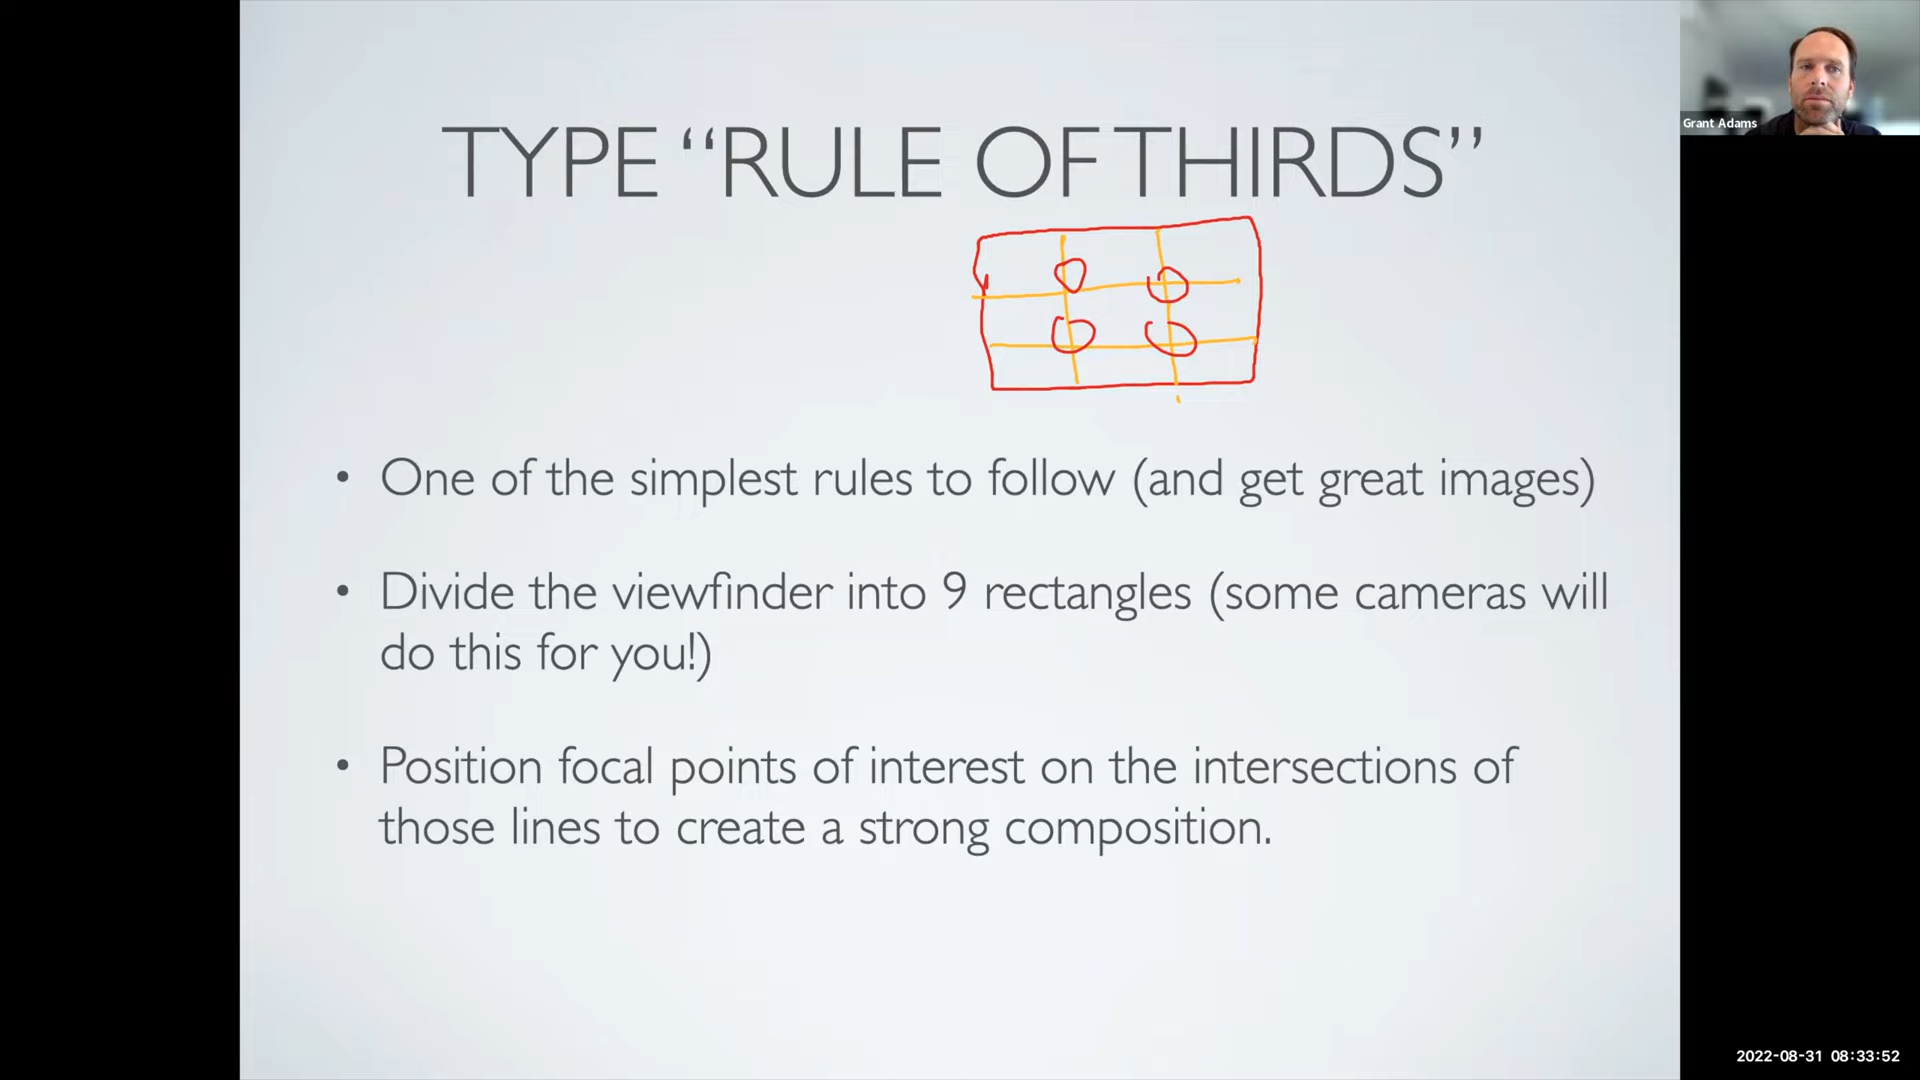 TYPE “RULE OF THIRDS”
• One of the simplest rules to follow (and get great images)
• Divide the viewfinder into 9 rectangles (some cameras will
do this for you!)
• Position focal points of interest on the intersections of
those lines to create a strong composition.
Grant Adams
2022-08-31 08:33:52